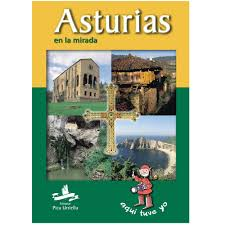 Asturias
en la mirada
aquí tuve yo
Pico Urriellu